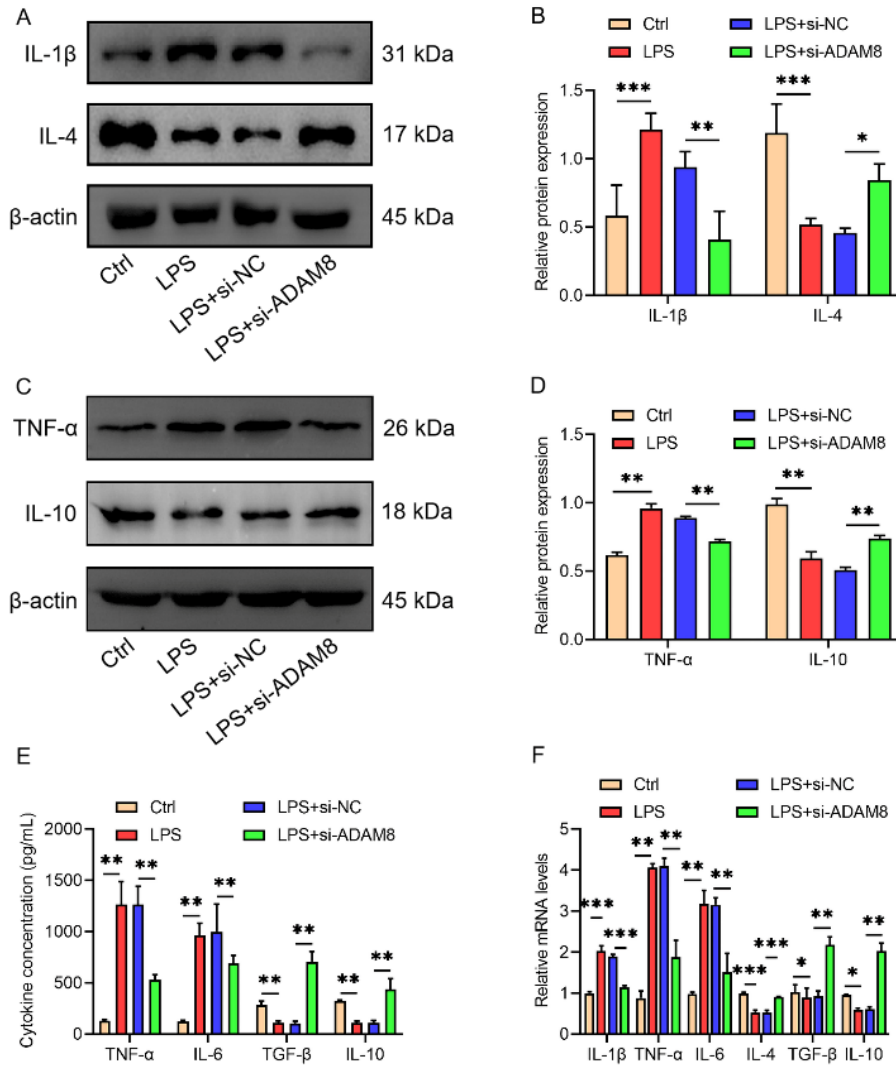 A
IL-1β
31 kDa
IL-4
17 kDa
β-actin
45 kDa
Ctrl
LPS
LPS+si-NC
LPS+si-ADAM8
B
Ctrl
LPS+si-NC
LPS
LPS+si-ADAM8
Relative protein expression
1.5
1.0
0.5
0.0
***
**
***
*
IL-1β
IL-4
C
TNF-α
26 kDa
IL-10
18 kDa
β-actin
45 kDa
Ctrl
LPS
LPS+si-NC
LPS+si-ADAM8
D
Ctrl
LPS+si-NC
LPS
LPS+si-ADAM8
Relative protein expression
1.5
1.0
0.5
0.0
**
**
**
**
TNF-α
IL-10
E
Ctrl
LPS+si-NC
LPS
LPS+si-ADAM8
Cytokine concentration (pg/mL)
2000
1500
1000
500
0
**
**
**
**
**
**
**
**
TNF-α
IL-6
TGF-β
IL-10
F
Ctrl
LPS+si-NC
LPS
LPS+si-ADAM8
Relative mRNA levels
5
4
3
2
1
0
***
***
**
**
**
**
***
***
*
**
*
**
IL-1β
TNF-α
IL-6
IL-4
TGF-β
IL-10